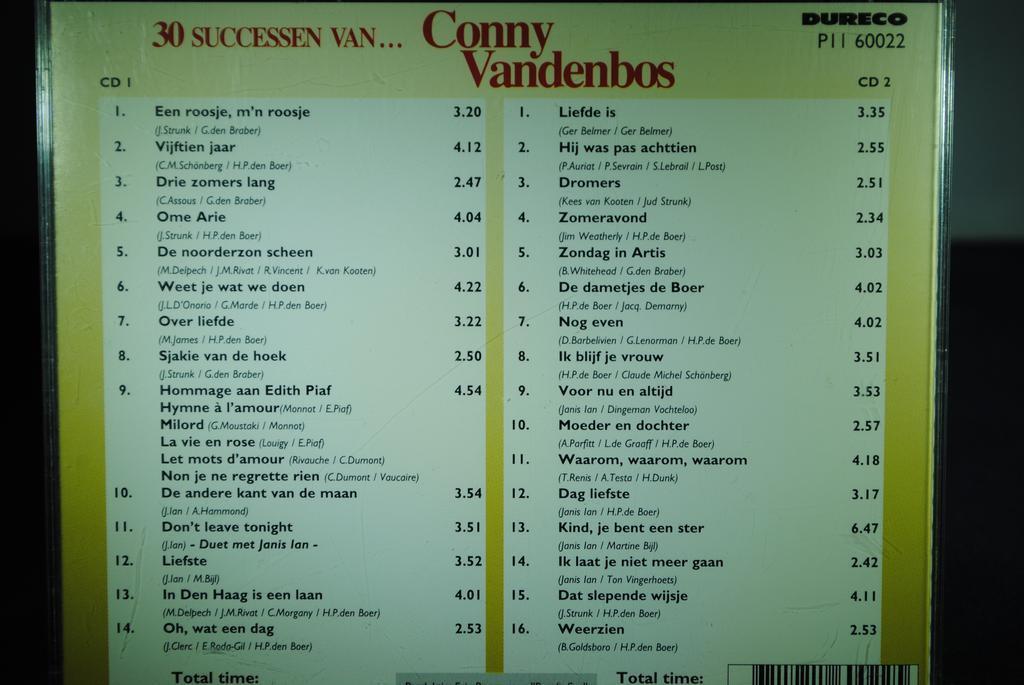 30 SUCCESSEN VAN... Conny Vandenbos
DURECO
P11 60022
CD 1
1. Een roosje, m'n roosje 3.20
(J.Strunk / G.den Braber)
2. Vijftien jaar 4.12
(C.M.Schönberg / H.P.den Boer)
3. Drie zomers lang 2.47
(C.Assous / G.den Braber)
4. Ome Arie 4.04
(J.Strunk / H.P.den Boer)
5. De noorderzon scheen 3.01
(M.Delpech / J.M.Rivat / R.Vincent / K.van Kooten)
6. Weet je wat we doen 4.22
(J.L.D'Onorio / G.Marde / H.P.den Boer)
7. Over liefde 3.22
(M.James / H.P.den Boer)
8. Sjakie van de hoek 2.50
(J.Strunk / G.den Braber)
9. Hommage aan Edith Piaf 4.54
Hymne à l'amour (Monnot / E.Piaf)
Milord (G.Moustaki / Monnot)
La vie en rose (Louigy / E.Piaf)
Let mots d'amour (Rivauche / C.Dumont)
Non je ne regrette rien (C.Dumont / Vaucaire)
10. De andere kant van de maan 3.54
(J.Ian / A.Hammond)
11. Don't leave tonight 3.51
(J.Ian) - Duet met Janis Ian -
12. Liefste 3.52
(J.Ian / M.Bijl)
13. In Den Haag is een laan 4.01
(M.Delpech / J.M.Rivat / C.Morgany / H.P.den Boer)
14. Oh, wat een dag 2.53
(J.Clerc / E.Roda-Gil / H.P.den Boer)
Total time:
CD 2
1. Liefde is 3.35
(Ger Belmer / Ger Belmer)
2. Hij was pas achttien 2.55
(P.Auriat / P.Sevrain / S.Lebrail / L.Post)
3. Dromers 2.51
(Kees van Kooten / Jud Strunk)
4. Zomeravond 2.34
(Jim Weatherly / H.P.de Boer)
5. Zondag in Artis 3.03
(B.Whitehead / G.den Braber)
6. De dametjes de Boer 4.02
(H.P.de Boer / Jacq. Demarny)
7. Nog even 4.02
(D.Barbelivien / G.Lenorman / H.P.de Boer)
8. Ik blijf je vrouw 3.51
(H.P.de Boer / Claude Michel Schönberg)
9. Voor nu en altijd 3.53
(Janis Ian / Dingeman Vochteloo)
10. Moeder en dochter 2.57
(A.Parfitt / L.de Graaff / H.P.de Boer)
11. Waarom, waarom, waarom 4.18
(T.Renis / A.Testa / H.Dunk)
12. Dag liefste 3.17
(Janis Ian / H.P.de Boer)
13. Kind, je bent een ster 6.47
(Janis Ian / Martine Bijl)
14. Ik laat je niet meer gaan 2.42
(Janis Ian / Ton Vingerhoets)
15. Dat slepende wijsje 4.11
(J.Strunk / H.P.den Boer)
16. Weerzien 2.53
(B.Goldsboro / H.P.den Boer)
Total time: